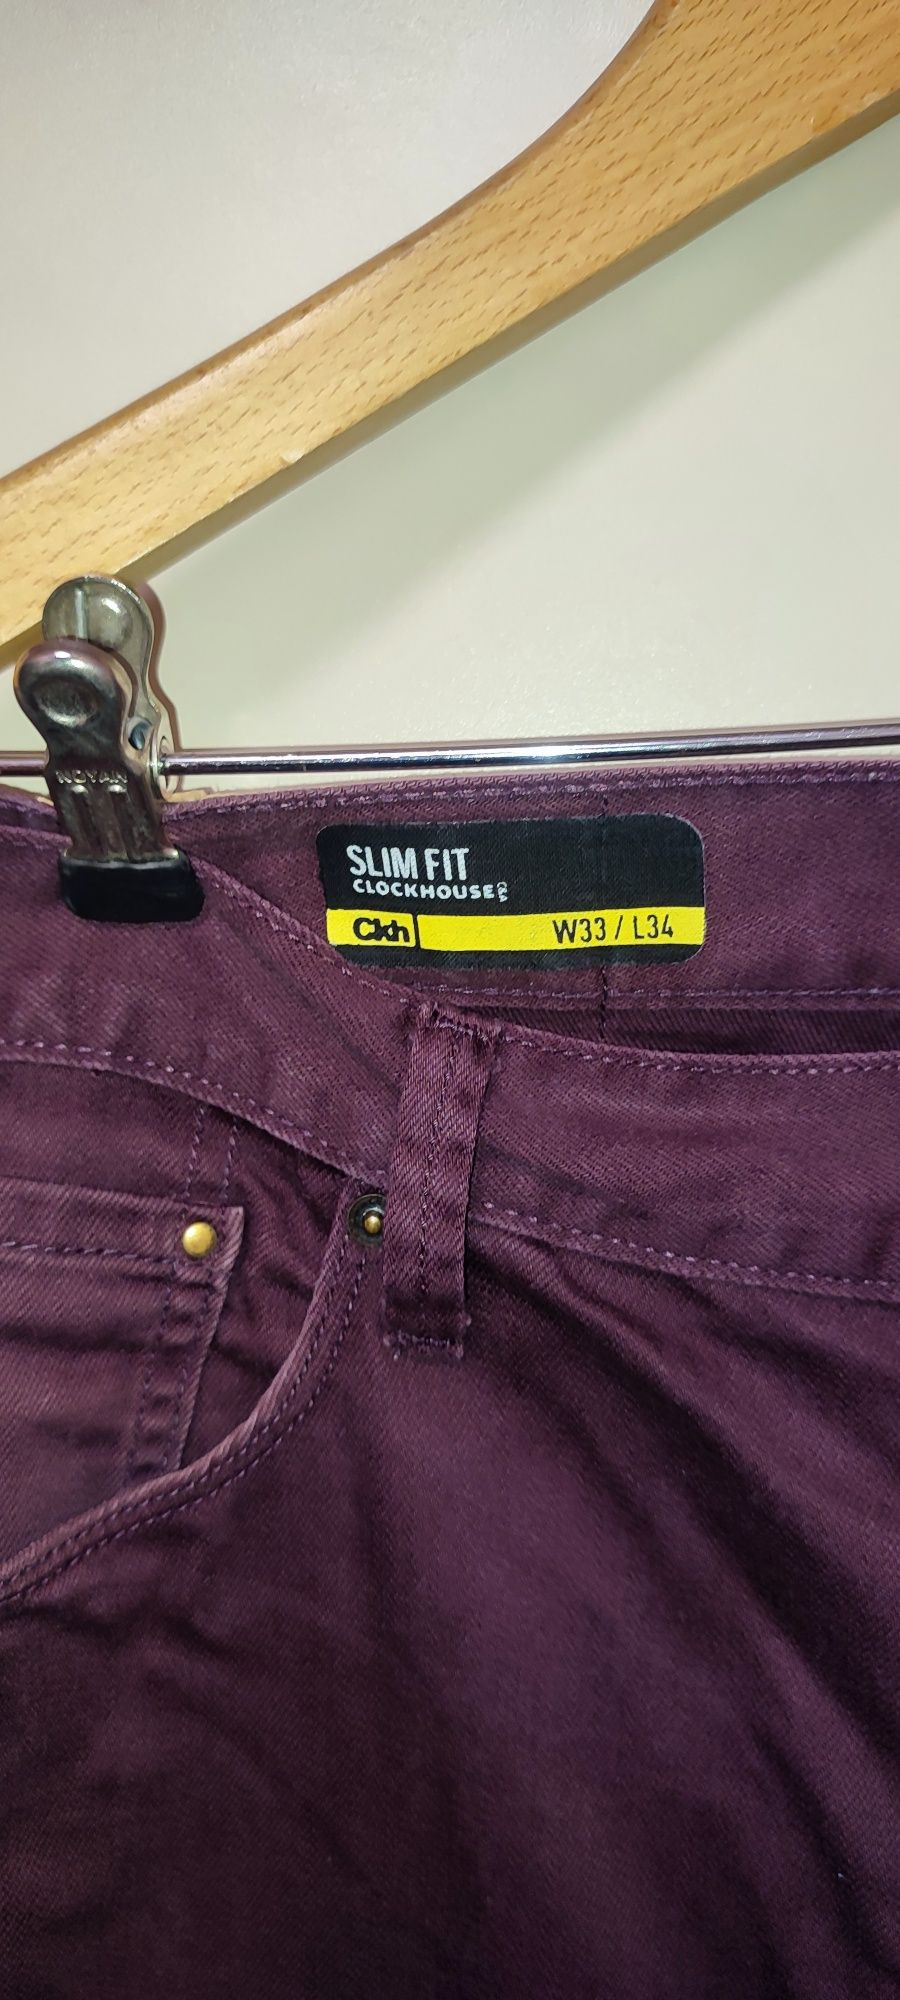 NOYAN
SLIM FIT
CLOCKHOUSE C&A
Ckh W33 / L34